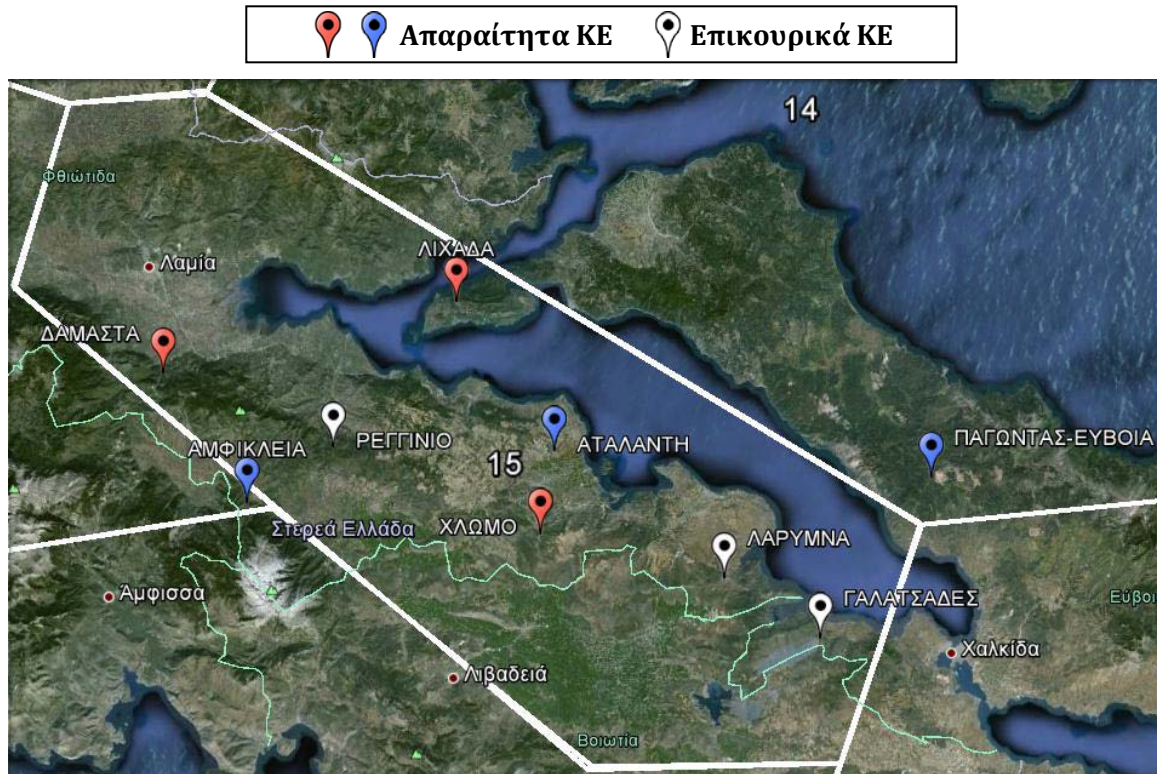 Απαραίτητα ΚΕ Επικουρικά ΚΕ
14
Φθιώτιδα
ΛΙΧΑΔΑ
Λαμία
ΔΑΜΑΣΤΑ
ΡΕΓΓΙΝΙΟ
ΑΤΑΛΑΝΤΗ
ΠΑΓΩΝΤΑΣ-ΕΥΒΟΙΑ
ΑΜΦΙΚΛΕΙΑ
15
Στερεά Ελλάδα
ΧΛΩΜΟ
ΛΑΡΥΜΝΑ
Άμφισσα
ΓΑΛΑΤΣΑΔΕΣ
Εύβοι
Χαλκίδα
Λιβαδειά
Βοιωτία